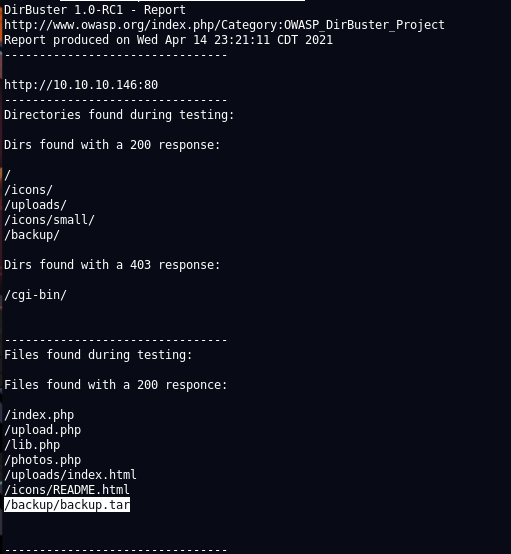 DirBuster 1.0-RC1 - Report
http://www.owasp.org/index.php/Category:OWASP_DirBuster_Project
Report produced on Wed Apr 14 23:21:11 CDT 2021
--------------------------------
http://10.10.10.146:80
--------------------------------
Directories found during testing:
Dirs found with a 200 response:
/
/icons/
/uploads/
/icons/small/
/backup/
Dirs found with a 403 response:
/cgi-bin/
--------------------------------
Files found during testing:
Files found with a 200 responce:
/index.php
/upload.php
/lib.php
/photos.php
/uploads/index.html
/icons/README.html
/backup/backup.tar
--------------------------------